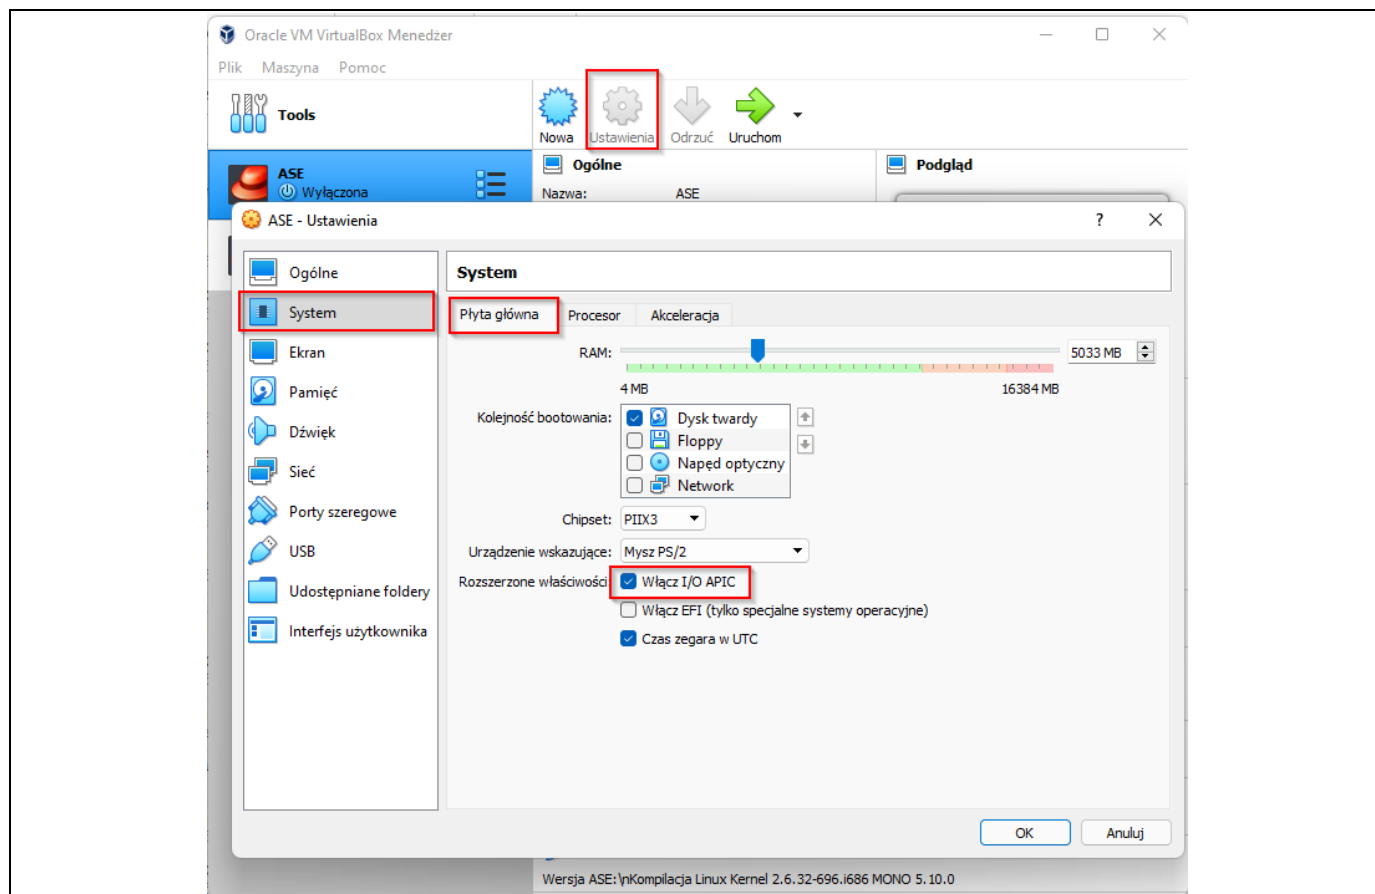 Oracle VM VirtualBox Menedżer
Plik Maszyna Pomoc
Tools
Nowa Ustawienia Odrzuć Uruchom
ASE
Wyłączona
Ogólne
Nazwa: ASE
Podgląd
ASE - Ustawienia
?
Ogólne
System
Ekran
Pamięć
Dźwięk
Sieć
Porty szeregowe
USB
Udostępniane foldery
Interfejs użytkownika
System
Płyta główna Procesor Akceleracja
RAM: 5033 MB
4 MB 16384 MB
Kolejność bootowania: Dysk twardy
Floppy
Napęd optyczny
Network
Chipset: PIIX3
Urządzenie wskazujące: Mysz PS/2
Rozszerzone właściwości: Włącz I/O APIC
Włącz EFI (tylko specjalne systemy operacyjne)
Czas zegara w UTC
OK Anuluj
Wersja ASE:\nKompilacja Linux Kernel 2.6.32-696.i686 MONO 5.10.0